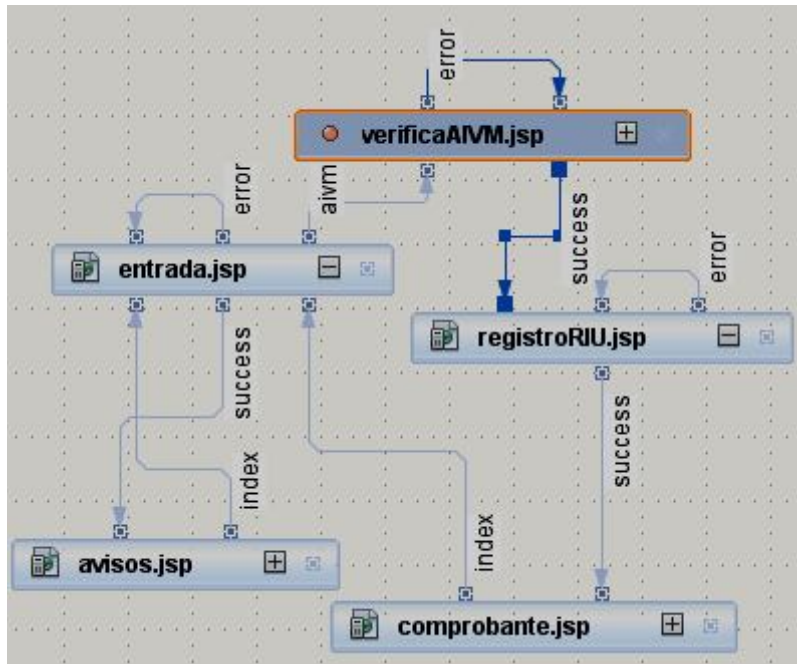 error
verificaAIVM.jsp
error
aivm
success
error
entrada.jsp
registroRIU.jsp
success
success
index
index
avisos.jsp
comprobante.jsp